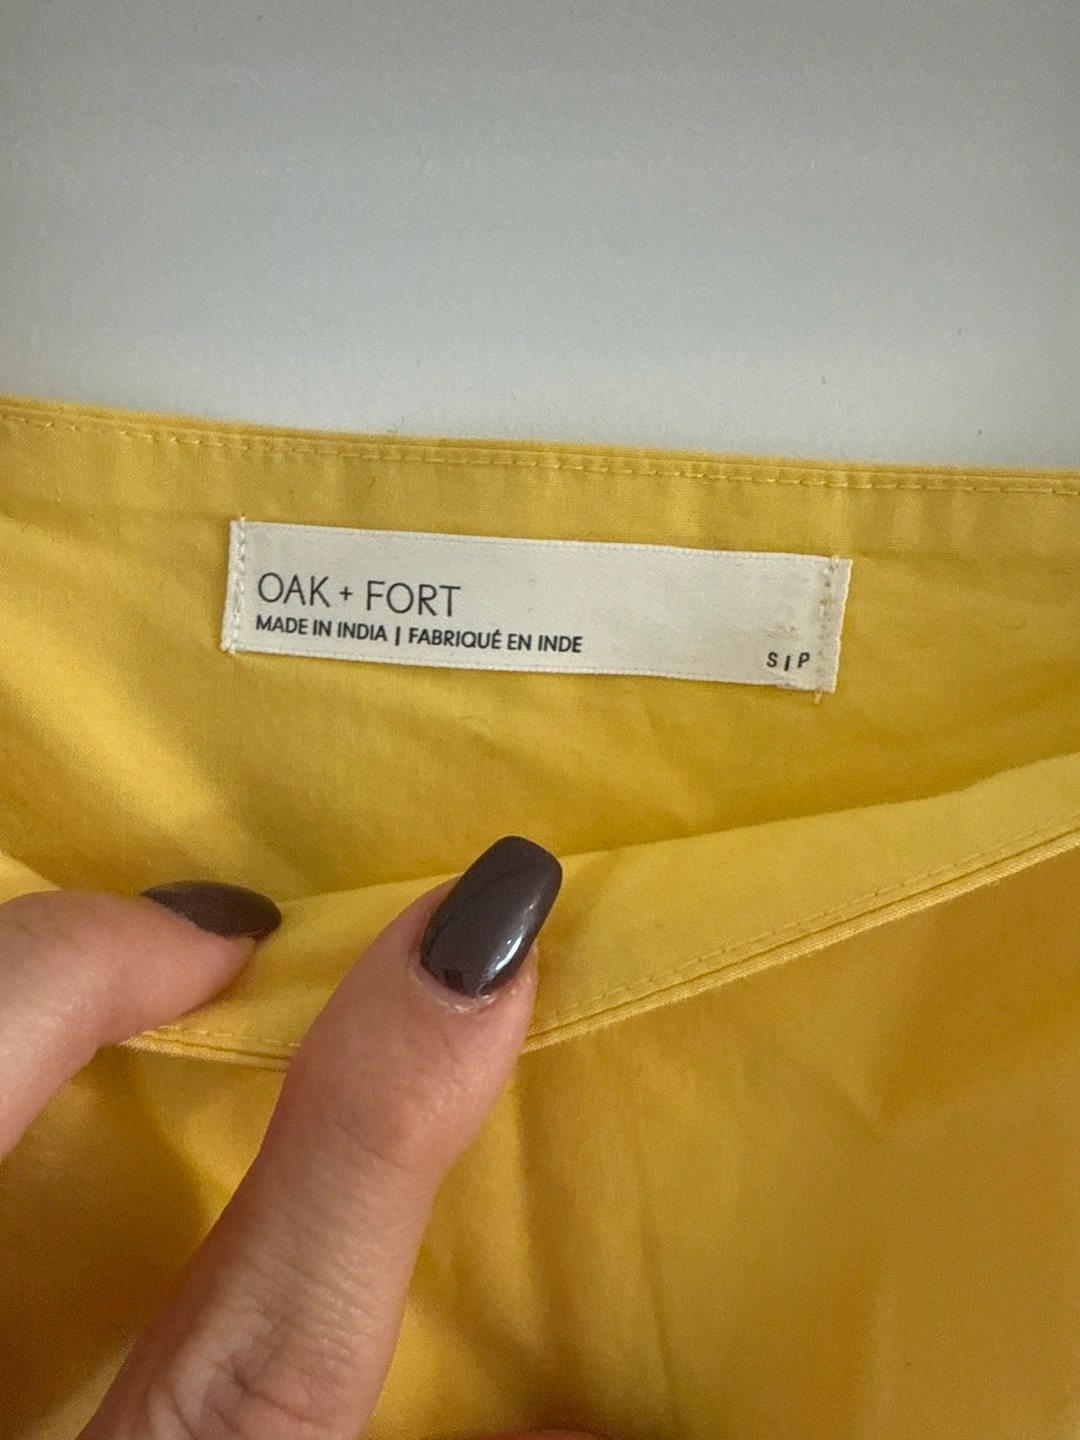 OAK + FORT
MADE IN INDIA | FABRIQUÉ EN INDE
S | P